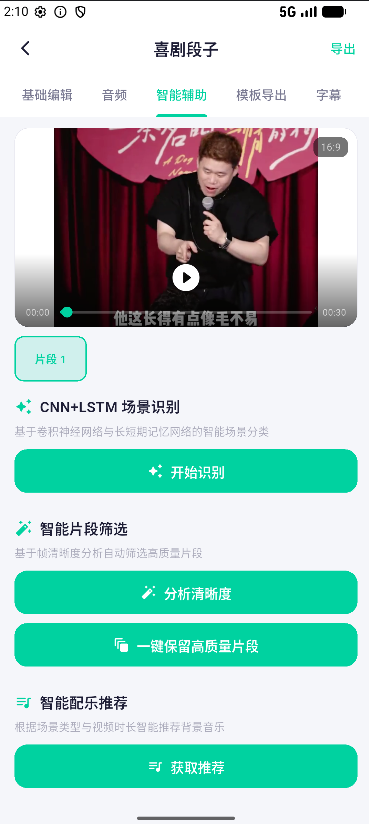 2:10
5G
喜剧段子
导出
基础编辑
音频
智能辅助
模板导出
字幕
16:9
00:00
00:30
他这长得有点像毛不易
片段 1
CNN+LSTM 场景识别
基于卷积神经网络与长短期记忆网络的智能场景分类
开始识别
智能片段筛选
基于帧清晰度分析自动筛选高质量片段
分析清晰度
一键保留高质量片段
智能配乐推荐
根据场景类型与视频时长智能推荐背景音乐
获取推荐